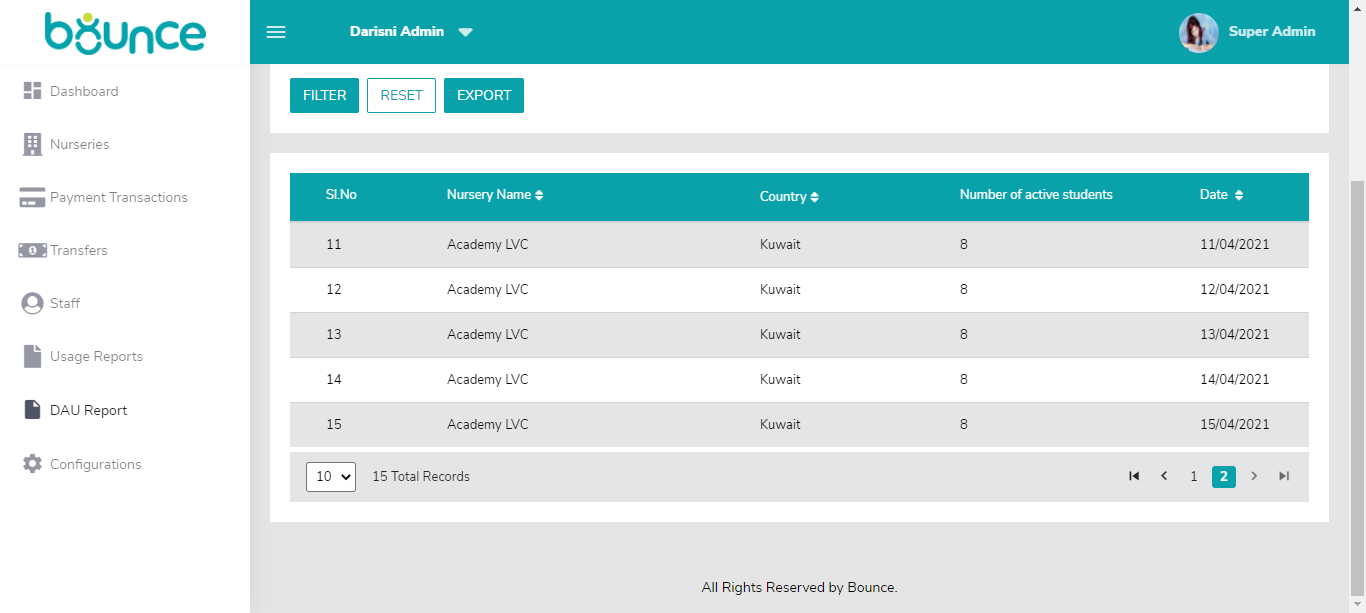 bounce
Darisni Admin
Super Admin
Dashboard
Nurseries
Payment Transactions
Transfers
Staff
Usage Reports
DAU Report
Configurations
FILTER RESET EXPORT
Sl.No Nursery Name Country Number of active students Date
11 Academy LVC Kuwait 8 11/04/2021
12 Academy LVC Kuwait 8 12/04/2021
13 Academy LVC Kuwait 8 13/04/2021
14 Academy LVC Kuwait 8 14/04/2021
15 Academy LVC Kuwait 8 15/04/2021
10 15 Total Records 1 2
All Rights Reserved by Bounce.